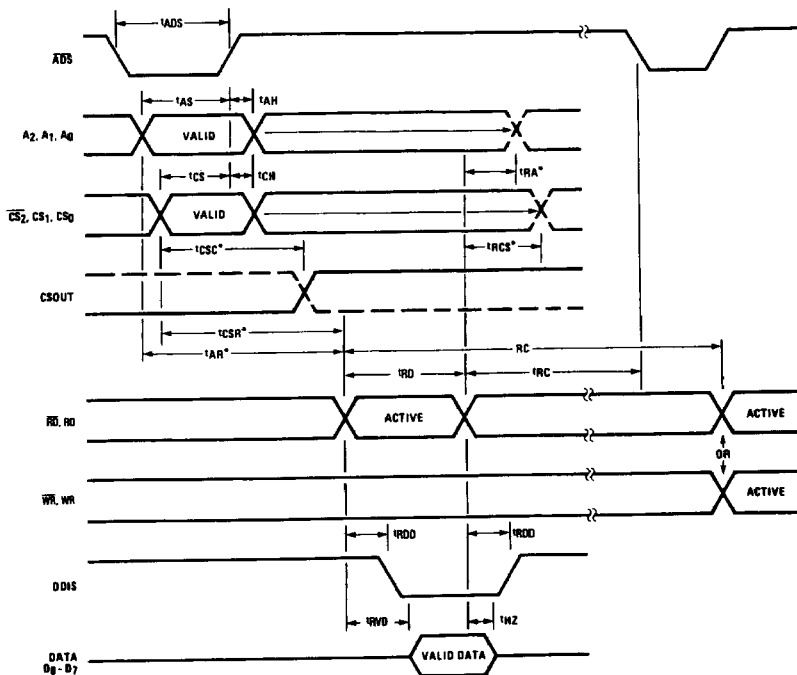 tADS
ADS
tAS tAH
A2, A1, A0 VALID
tCS tCH tRA*
CS2, CS1, CS0 VALID
tCSC* tRCS*
CSOUT
tCSR*
tAR* RC
tRD tRC
RD, RD ACTIVE ACTIVE
OR
WR, WR ACTIVE
tRDD tRDD
DDIS
tRVD tHZ
DATA VALID DATA
D0-D7